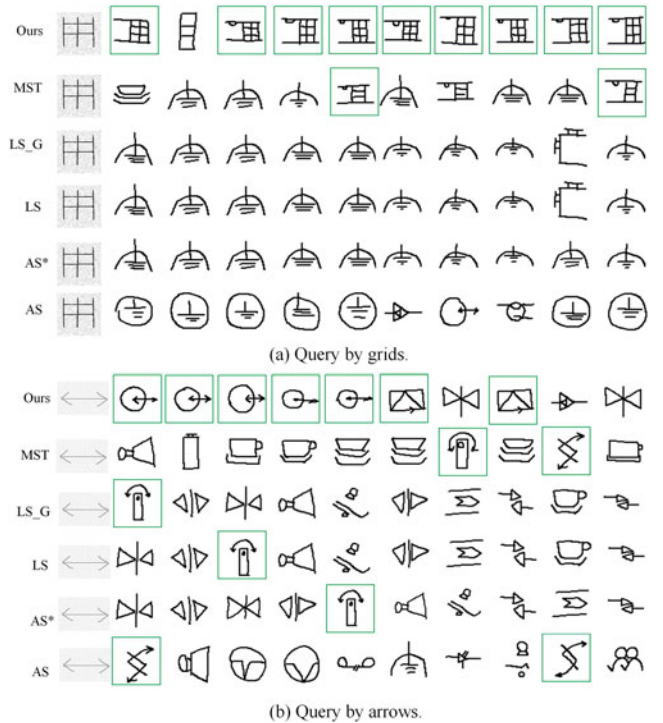 Ours
MST
LS_G
LS
AS*
AS
(a) Query by grids.
Ours
MST
LS_G
LS
AS*
AS
(b) Query by arrows.